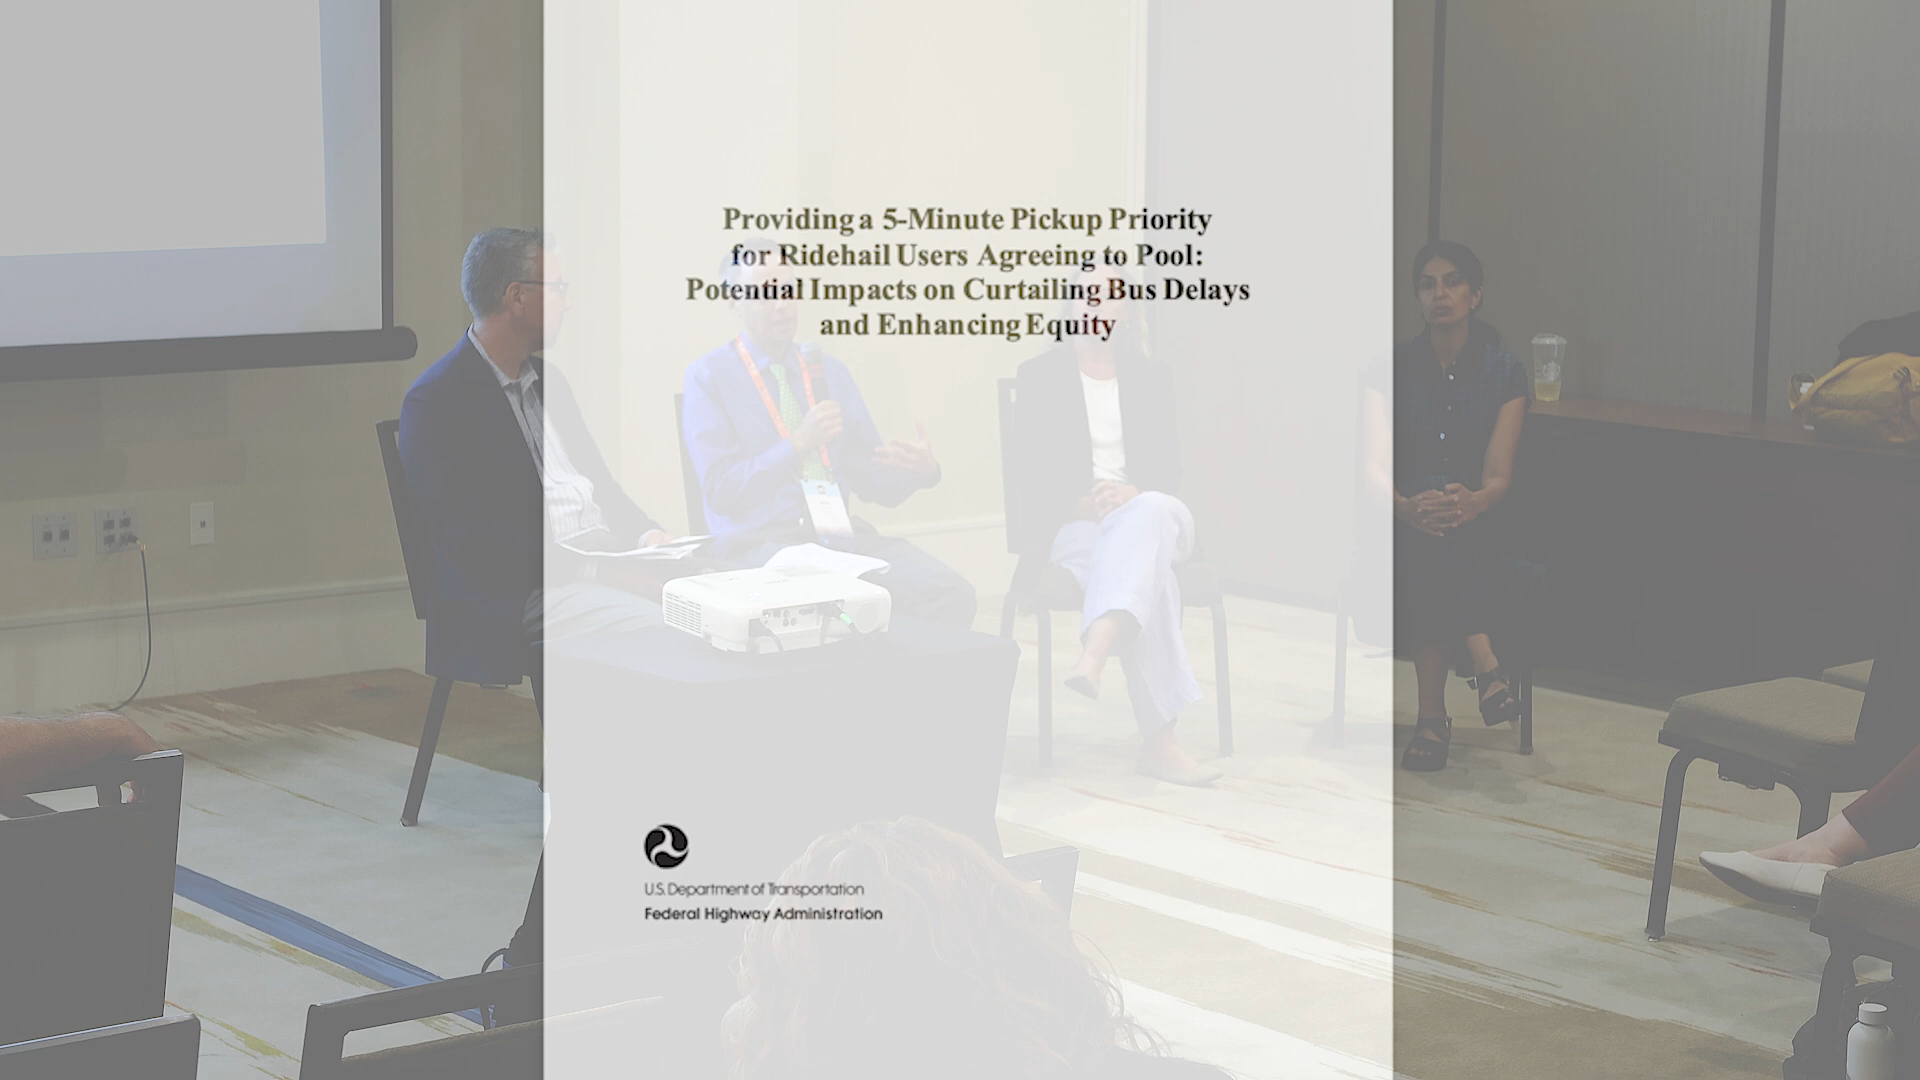 Providing a 5-Minute Pickup Priority
for Ridehail Users Agreeing to Pool:
Potential Impacts on Curtailing Bus Delays
and Enhancing Equity
U.S. Department of Transportation
Federal Highway Administration